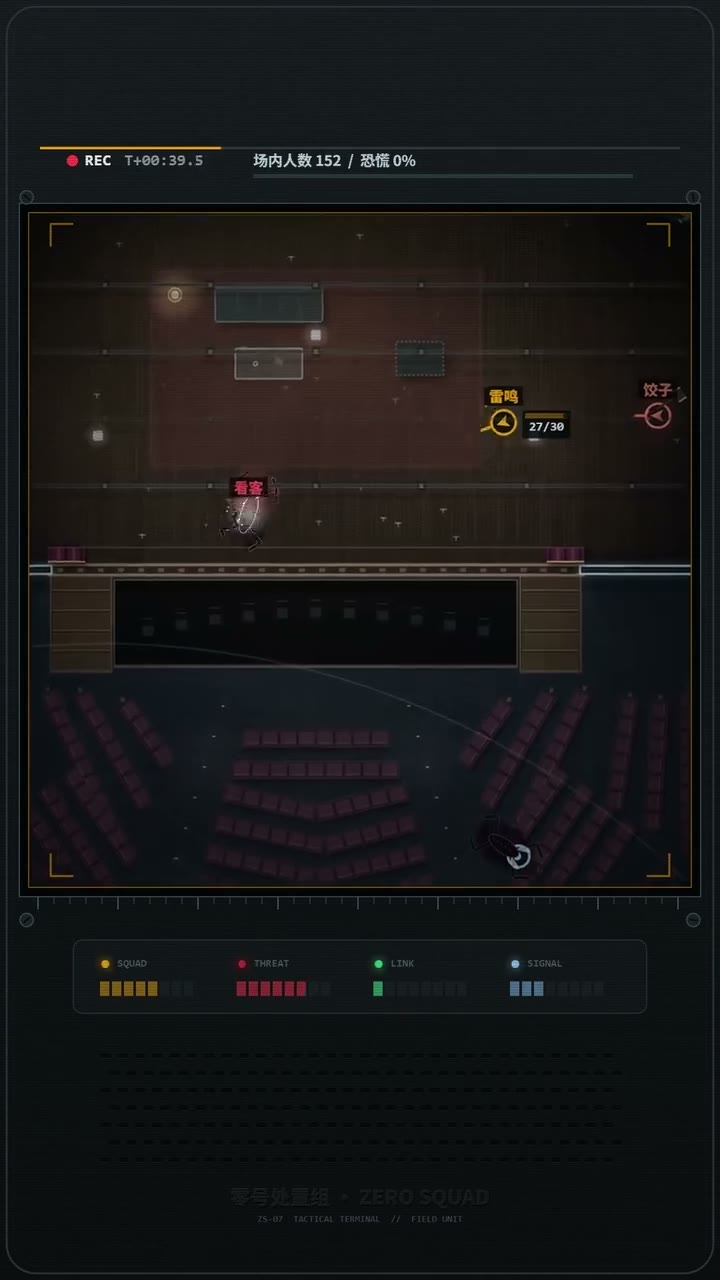 REC T+00:39.5 场内人数 152 / 恐慌 0%
雷鸣
27/30
饺子
看客
SQUAD THREAT LINK SIGNAL
零号处置组 · ZERO SQUAD
ZS-07 TACTICAL TERMINAL // FIELD UNIT